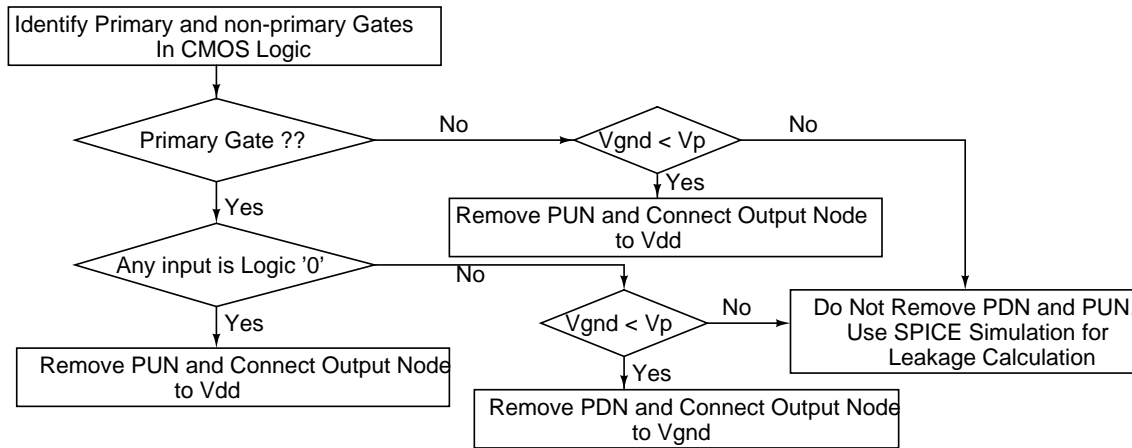 Identify Primary and non-primary Gates
In CMOS Logic
Primary Gate ??
No
Vgnd < Vp
No
Yes
Yes
Remove PUN and Connect Output Node
to Vdd
Any input is Logic '0'
No
Vgnd < Vp
No
Do Not Remove PDN and PUN.
Use SPICE Simulation for
Leakage Calculation
Yes
Remove PUN and Connect Output Node
to Vdd
Yes
Remove PDN and Connect Output Node
to Vgnd